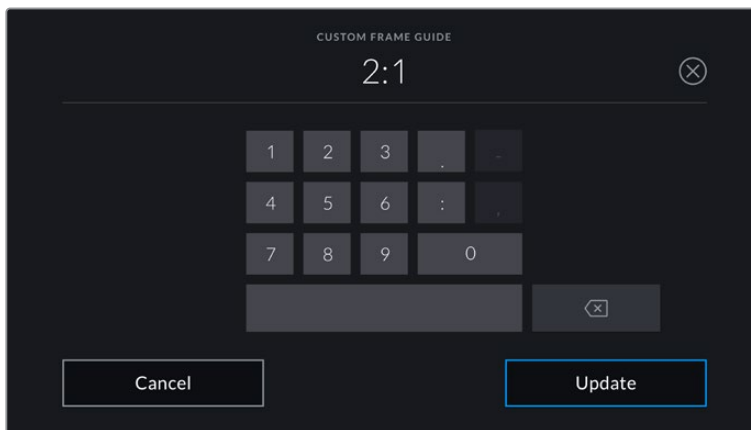 CUSTOM FRAME GUIDE
2:1
1 2 3 . -
4 5 6 : ,
7 8 9 0
Cancel Update